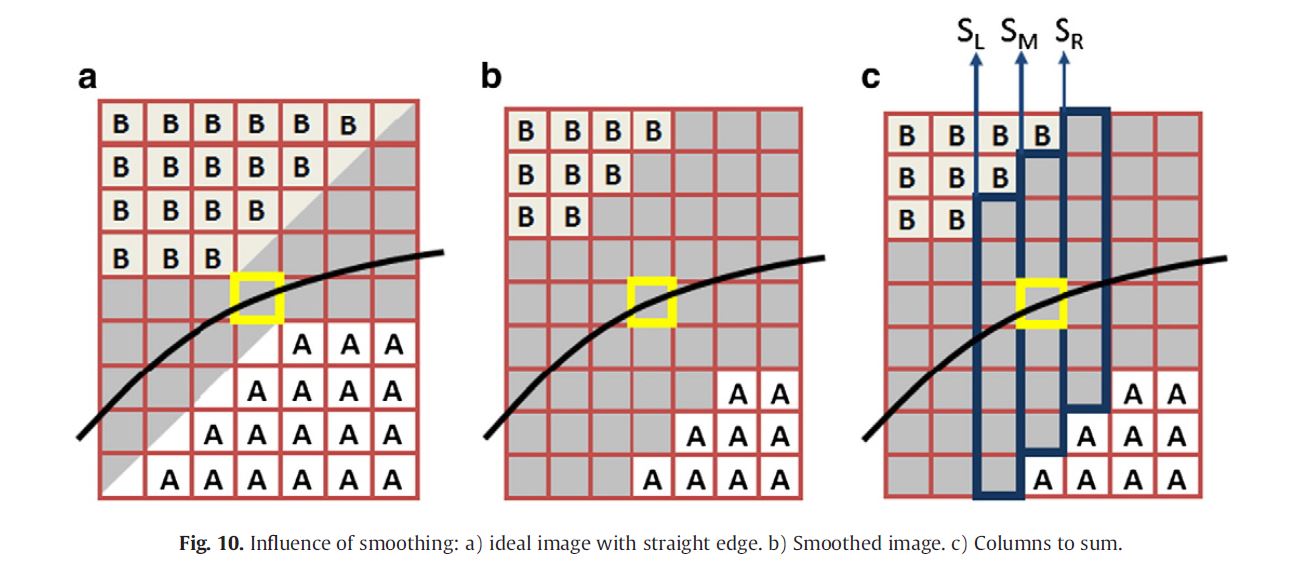 S_L S_M S_R
a b c
B B B B B B
B B B B B
B B B B
B B B
A A A
A A A A
A A A A A
A A A A A A
B B B B
B B B
B B
A A
A A A
A A A A
B B B B
B B B
B B
A A
A A A
A A A A
Fig. 10. Influence of smoothing: a) ideal image with straight edge. b) Smoothed image. c) Columns to sum.